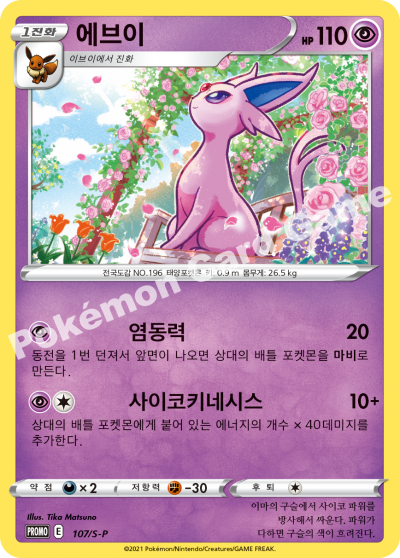 1진화
에브이
HP 110
이브이에서 진화
전국도감 NO.196 태양포켓몬 키: 0.9 m 몸무게: 26.5 kg
염동력 20
동전을 1번 던져서 앞면이 나오면 상대의 배틀 포켓몬을 마비로
만든다.
사이코키네시스 10+
상대의 배틀 포켓몬에게 붙어 있는 에너지의 개수 ×40데미지를
추가한다.
약점 ×2 저항력 -30 후퇴
Illus. Tika Matsuno
이마의 구슬에서 사이코 파워를
방사해서 싸운다. 파워가
다하면 구슬의 색이 흐려진다.
PROMO E 107/S-P
©2021 Pokémon/Nintendo/Creatures/GAME FREAK.
Pokémon Card Game